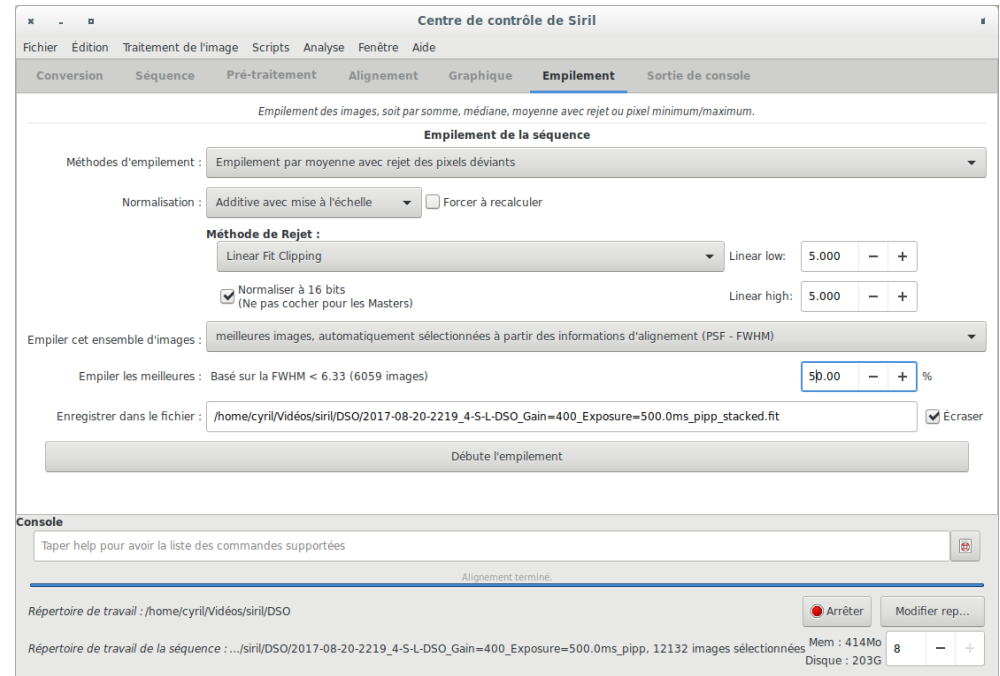 Centre de contrôle de Siril
Fichier Édition Traitement de l'image Scripts Analyse Fenêtre Aide
Conversion Séquence Pré-traitement Alignement Graphique Empilement Sortie de console
Empilement des images, soit par somme, médiane, moyenne avec rejet ou pixel minimum/maximum.
Empilement de la séquence
Méthodes d'empilement : Empilement par moyenne avec rejet des pixels déviants
Normalisation : Additive avec mise à l'échelle Forcer à recalculer
Méthode de Rejet :
Linear Fit Clipping Linear low: 5.000 − +
Normaliser à 16 bits
(Ne pas cocher pour les Masters) Linear high: 5.000 − +
Empiler cet ensemble d'images : meilleures images, automatiquement sélectionnées à partir des informations d'alignement (PSF - FWHM)
Empiler les meilleures : Basé sur la FWHM < 6.33 (6059 images) 50.00 − + %
Enregistrer dans le fichier : /home/cyril/Vidéos/siril/DSO/2017-08-20-2219_4-S-L-DSO_Gain=400_Exposure=500.0ms_pipp_stacked.fit Écraser
Débute l'empilement
Console
Taper help pour avoir la liste des commandes supportées
Alignement terminé.
Répertoire de travail : /home/cyril/Vidéos/siril/DSO Arrêter Modifier rep...
Répertoire de travail de la séquence : .../siril/DSO/2017-08-20-2219_4-S-L-DSO_Gain=400_Exposure=500.0ms_pipp, 12132 images sélectionnées Mem : 414Mo 8 − +
Disque : 203G